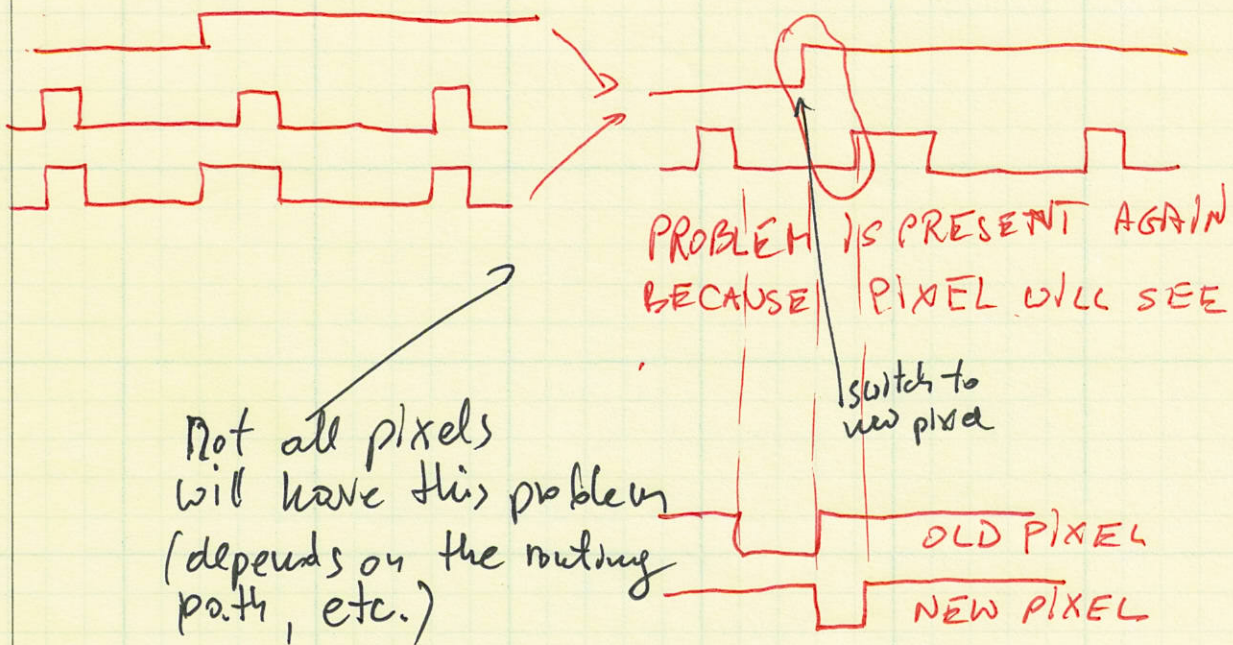 PROBLEM IS PRESENT AGAIN
BECAUSE PIXEL WILL SEE
switch to
new pixel
Not all pixels
will have this problem
(depends on the routing
path, etc.)
OLD PIXEL
NEW PIXEL